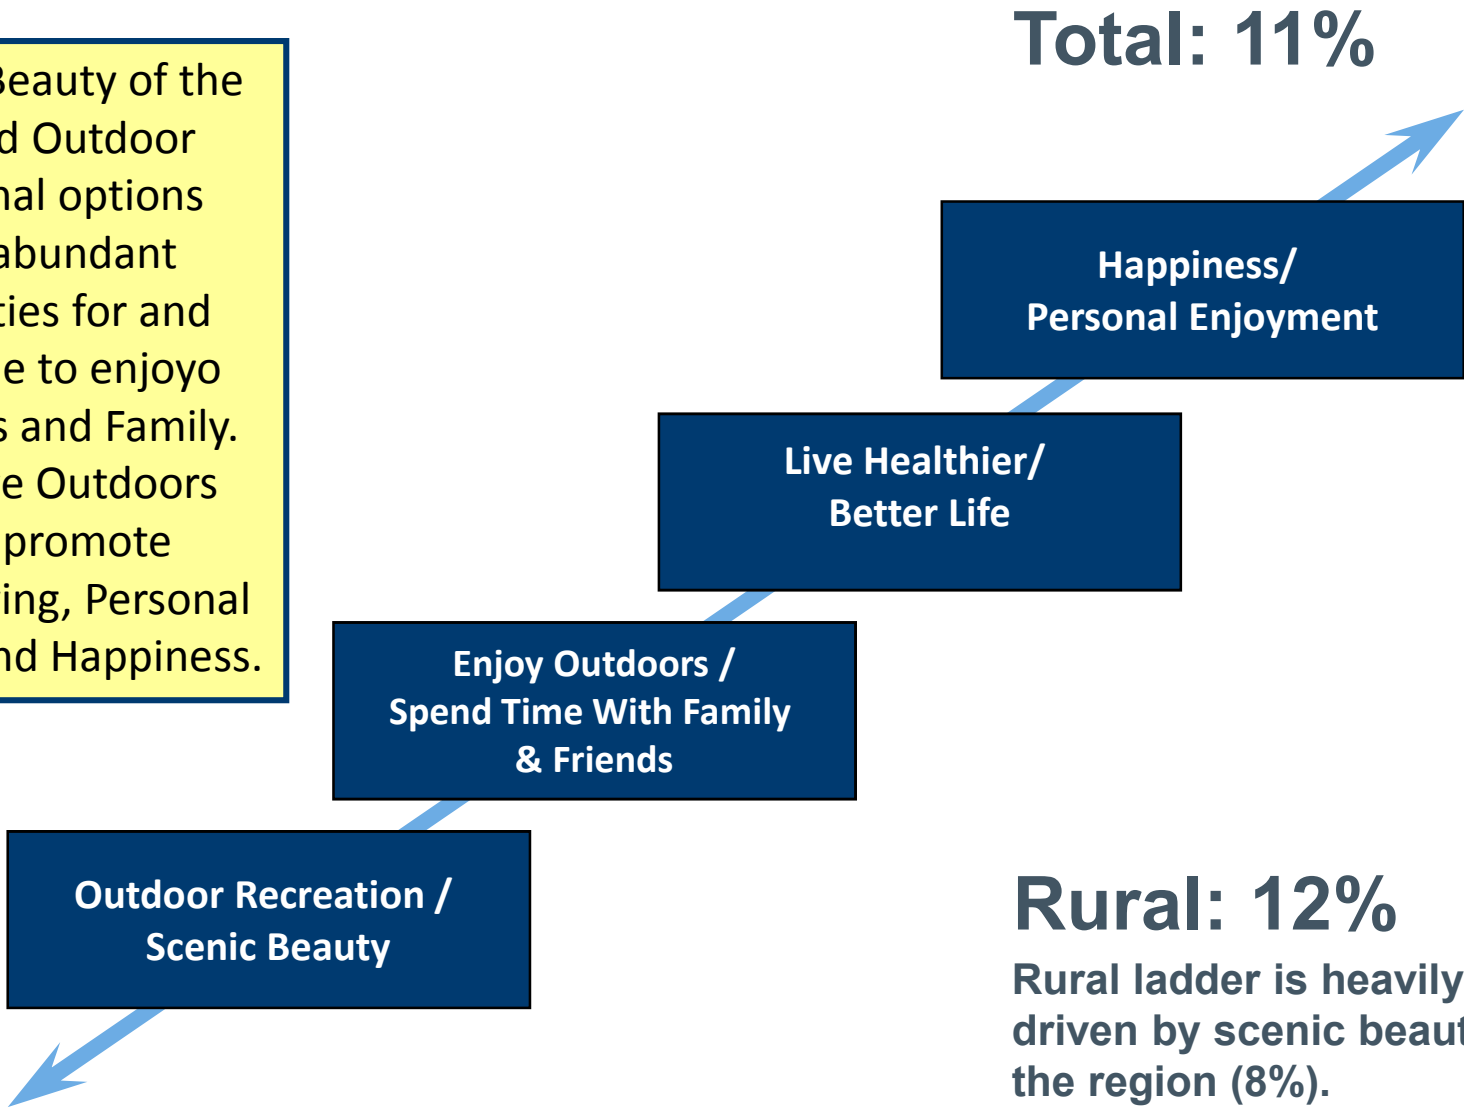 Total: 11%
Beauty of the
d Outdoor
nal options
abundant
ties for and
e to enjoyo
s and Family.
e Outdoors
promote
ing, Personal
nd Happiness.
Happiness/
Personal Enjoyment
Live Healthier/
Better Life
Enjoy Outdoors /
Spend Time With Family
& Friends
Outdoor Recreation /
Scenic Beauty
Rural: 12%
Rural ladder is heavily
driven by scenic beaut
the region (8%).